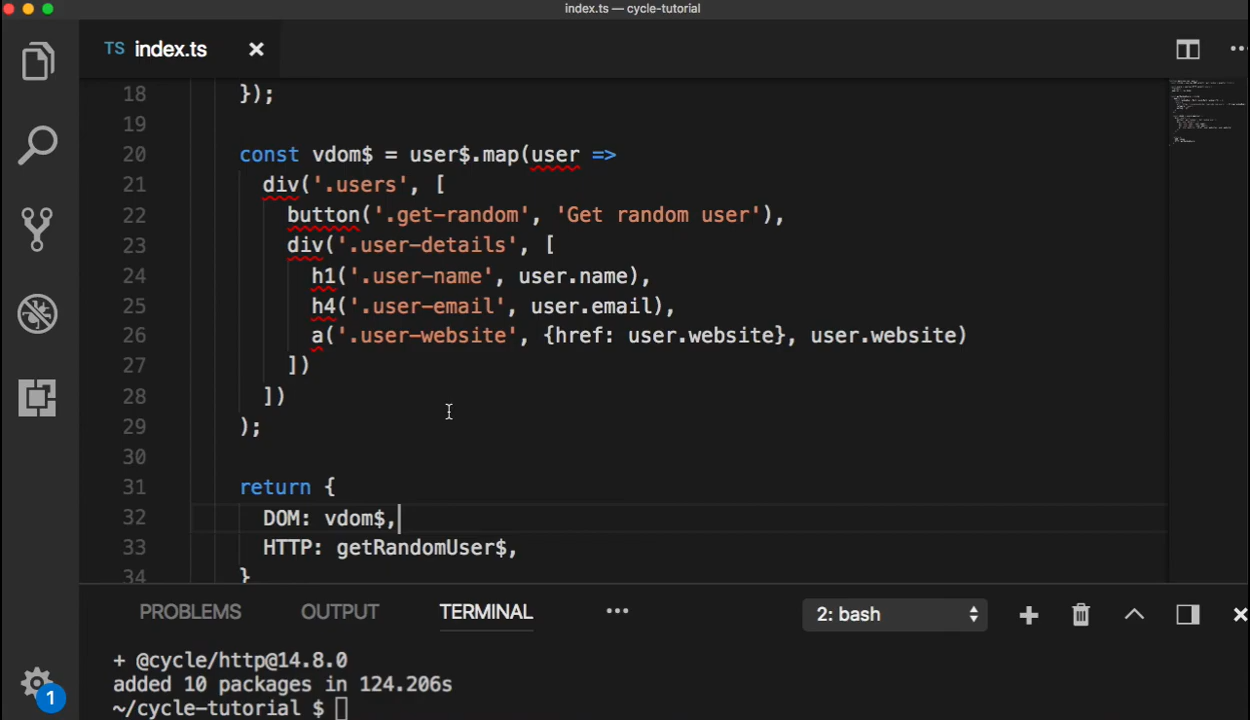 index.ts — cycle-tutorial
TS index.ts
18 });
19
20 const vdom$ = user$.map(user =>
21 div('.users', [
22 button('.get-random', 'Get random user'),
23 div('.user-details', [
24 h1('.user-name', user.name),
25 h4('.user-email', user.email),
26 a('.user-website', {href: user.website}, user.website)
27 ])
28 ])
29 );
30
31 return {
32 DOM: vdom$,
33 HTTP: getRandomUser$,
34 }
PROBLEMS OUTPUT TERMINAL ••• 2: bash
+ @cycle/http@14.8.0
added 10 packages in 124.206s
~/cycle-tutorial $
1